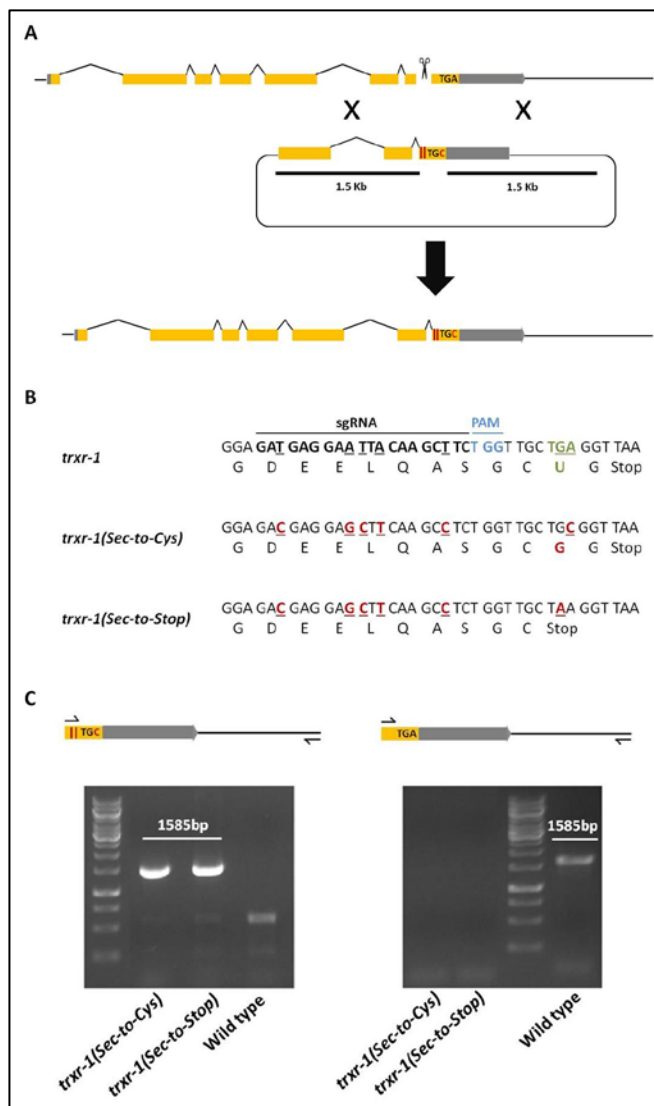 A
TGA
X X
TGC
1.5 Kb 1.5 Kb
TGC
B
sgRNA PAM
trxr-1 GGA GAT GAG GAA TTA CAA GCT TCT GGT TGC TGA GGT TAA
G D E E L Q A S G C U G Stop
trxr-1(Sec-to-Cys) GGA GAC GAG GAG CTT CAA GCC TCT GGT TGC TGC GGT TAA
G D E E L Q A S G C G G Stop
trxr-1(Sec-to-Stop) GGA GAC GAG GAG CTT CAA GCC TCT GGT TGC TAA GGT TAA
G D E E L Q A S G C Stop
C
TGC TGA
1585bp 1585bp
trxr-1(Sec-to-Cys)
trxr-1(Sec-to-Stop)
Wild type
trxr-1(Sec-to-Cys)
trxr-1(Sec-to-Stop)
Wild type